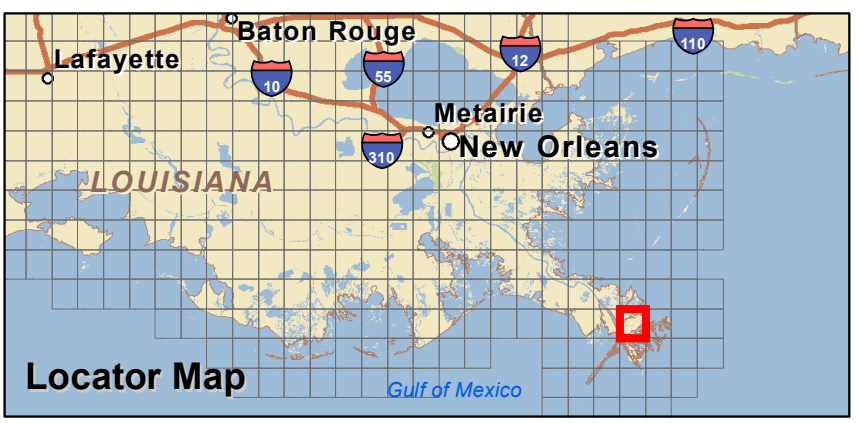 Baton Rouge
Lafayette
110
12
55
10
Metairie
New Orleans
310
LOUISIANA
Locator Map
Gulf of Mexico